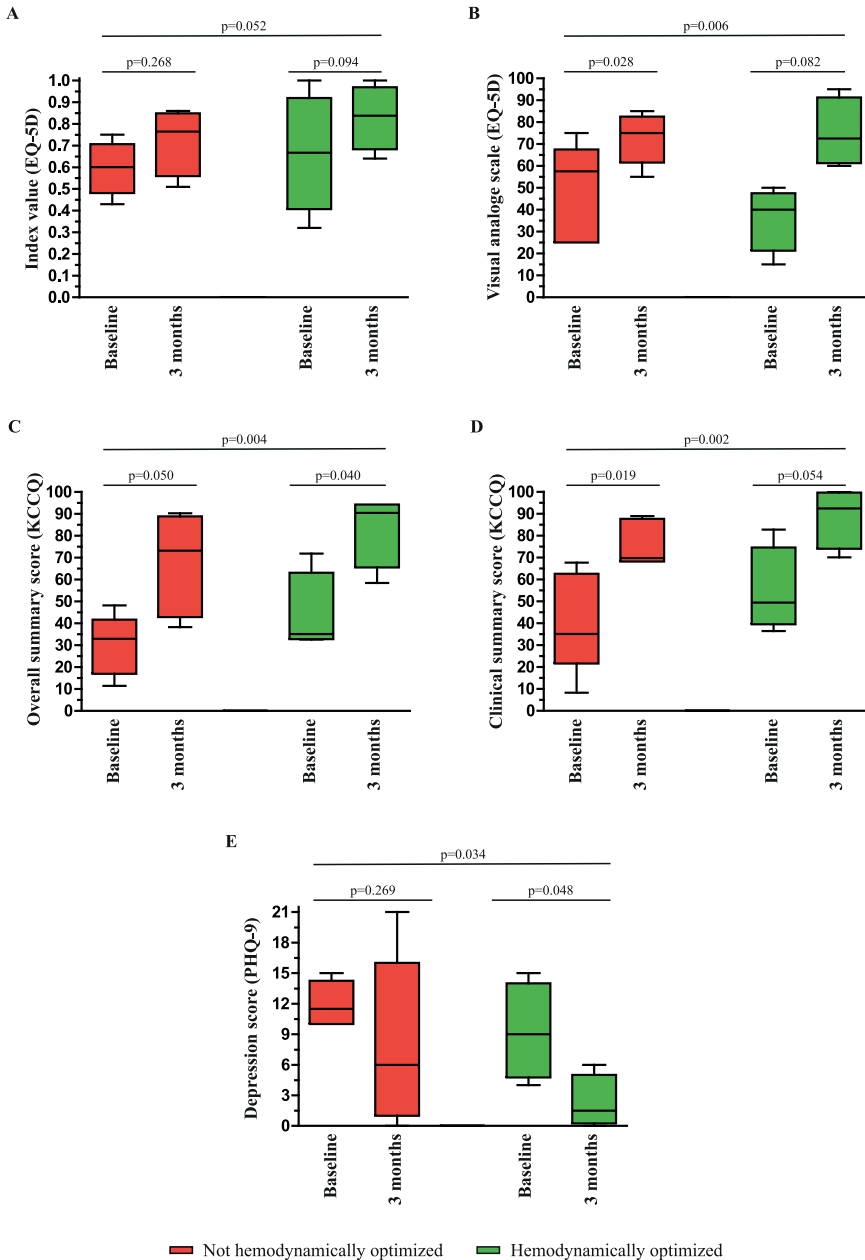 A
p=0.052
p=0.268
p=0.094
Index value (EQ-5D)
1.0
0.9
0.8
0.7
0.6
0.5
0.4
0.3
0.2
0.1
0.0
Baseline
3 months
Baseline
3 months
B
p=0.006
p=0.028
p=0.082
Visual analoge scale (EQ-5D)
100
90
80
70
60
50
40
30
20
10
0
Baseline
3 months
Baseline
3 months
C
p=0.004
p=0.050
p=0.040
Overall summary score (KCCQ)
100
90
80
70
60
50
40
30
20
10
0
Baseline
3 months
Baseline
3 months
D
p=0.002
p=0.019
p=0.054
Clinical summary score (KCCQ)
100
90
80
70
60
50
40
30
20
10
0
Baseline
3 months
Baseline
3 months
E
p=0.034
p=0.269
p=0.048
Depression score (PHQ-9)
21
18
15
12
9
6
3
0
Baseline
3 months
Baseline
3 months
Not hemodynamically optimized
Hemodynamically optimized